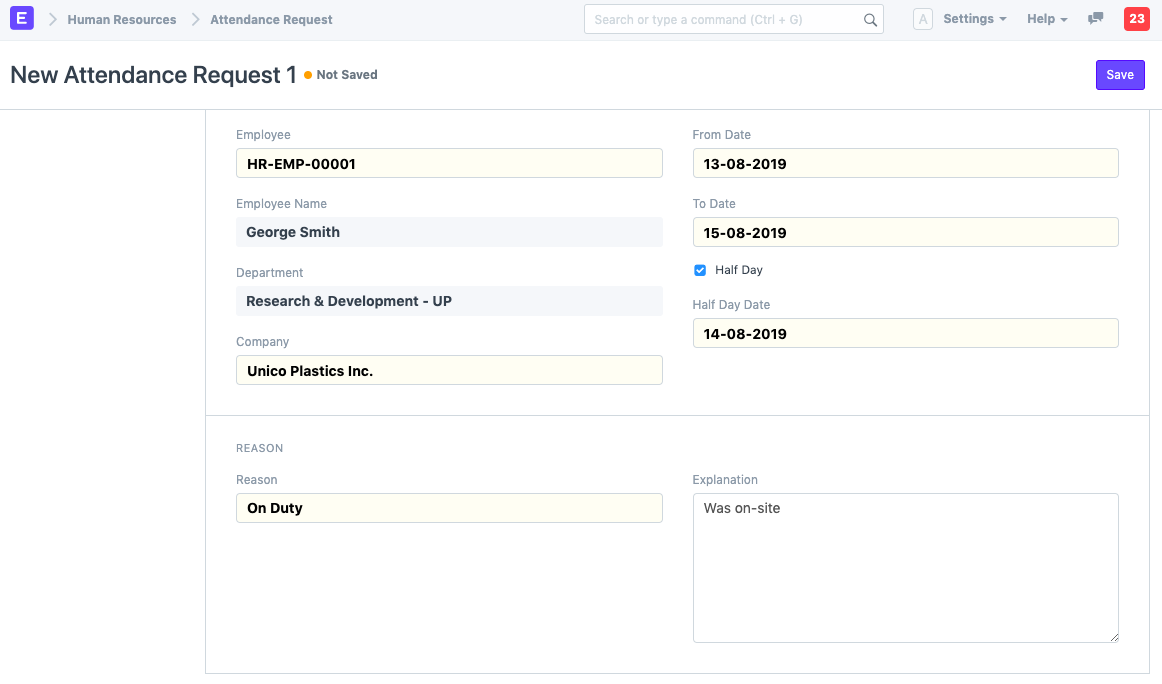 E Human Resources Attendance Request Search or type a command (Ctrl + G) A Settings Help 23
New Attendance Request 1 Not Saved Save
Employee
HR-EMP-00001
Employee Name
George Smith
Department
Research & Development - UP
Company
Unico Plastics Inc.
From Date
13-08-2019
To Date
15-08-2019
Half Day
Half Day Date
14-08-2019
REASON
Reason
On Duty
Explanation
Was on-site